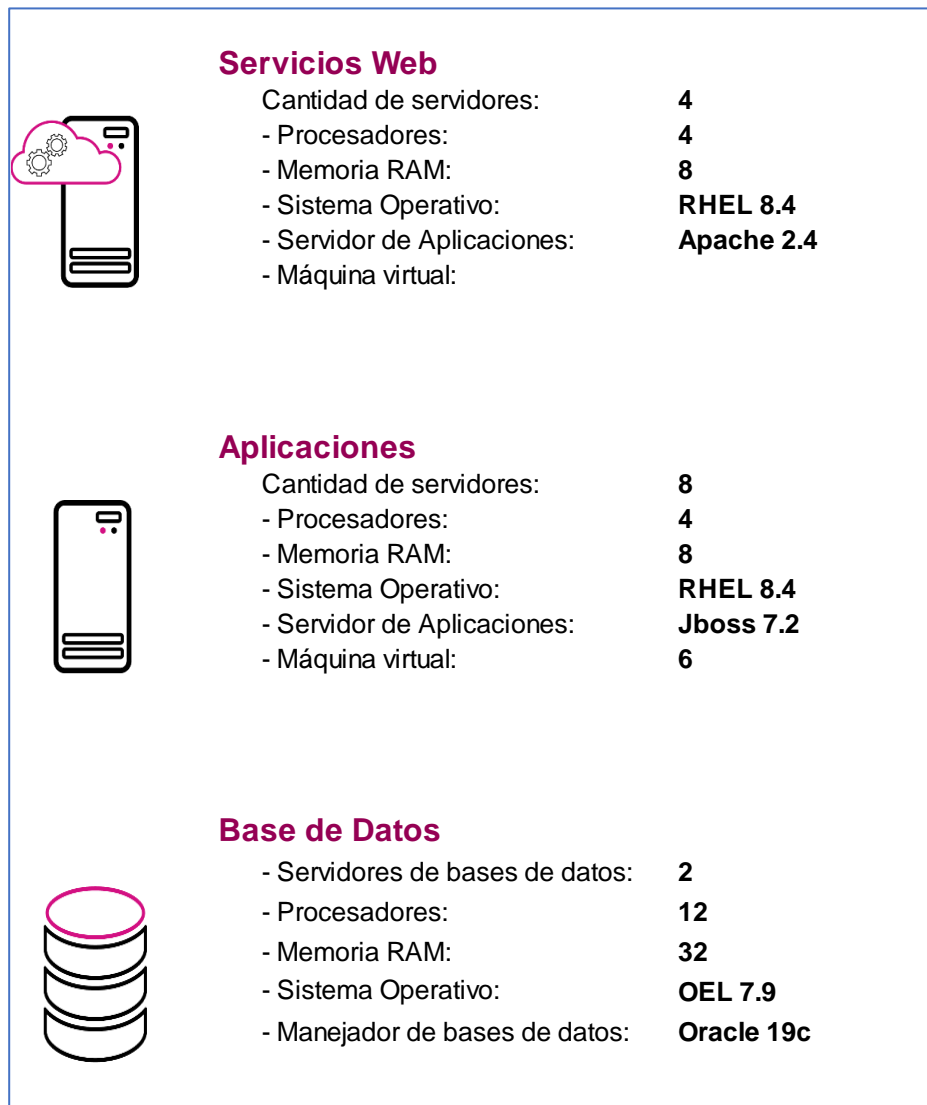 Servicios Web
Cantidad de servidores: 4
- Procesadores: 4
- Memoria RAM: 8
- Sistema Operativo: RHEL 8.4
- Servidor de Aplicaciones: Apache 2.4
- Máquina virtual:
Aplicaciones
Cantidad de servidores: 8
- Procesadores: 4
- Memoria RAM: 8
- Sistema Operativo: RHEL 8.4
- Servidor de Aplicaciones: Jboss 7.2
- Máquina virtual: 6
Base de Datos
- Servidores de bases de datos: 2
- Procesadores: 12
- Memoria RAM: 32
- Sistema Operativo: OEL 7.9
- Manejador de bases de datos: Oracle 19c